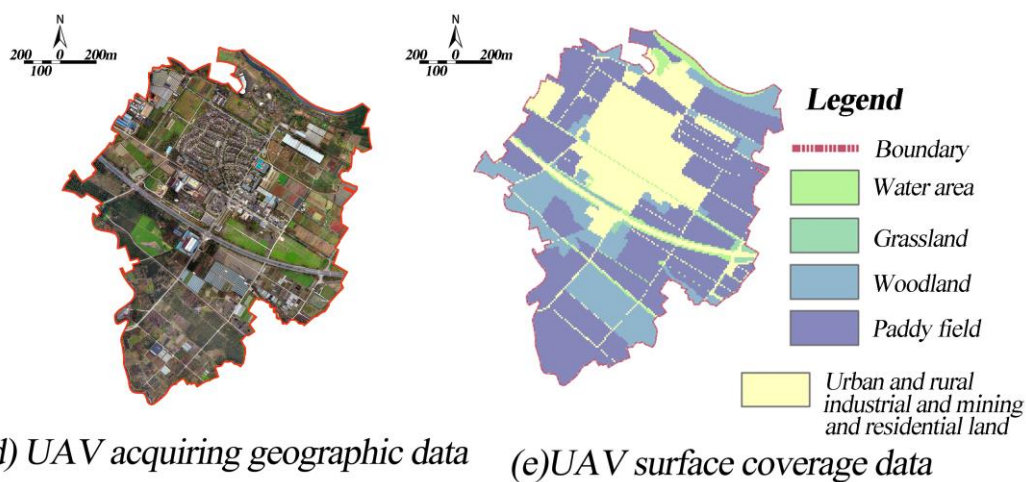 N
200 0 200m
100
N
200 0 200m
100
Legend
Boundary
Water area
Grassland
Woodland
Paddy field
Urban and rural
industrial and mining
and residential land
d) UAV acquiring geographic data
(e)UAV surface coverage data